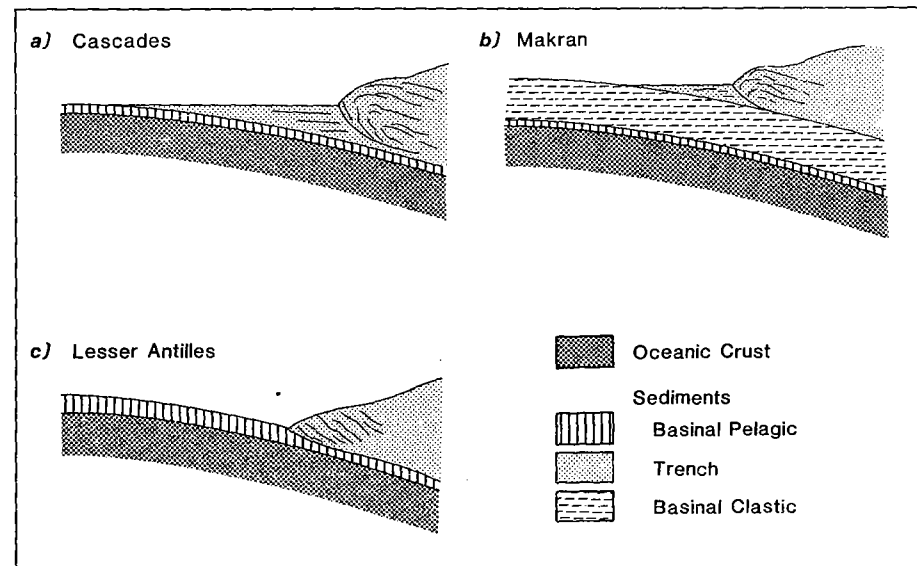 a) Cascades
b) Makran
c) Lesser Antilles
Oceanic Crust
Sediments
Basinal Pelagic
Trench
Basinal Clastic